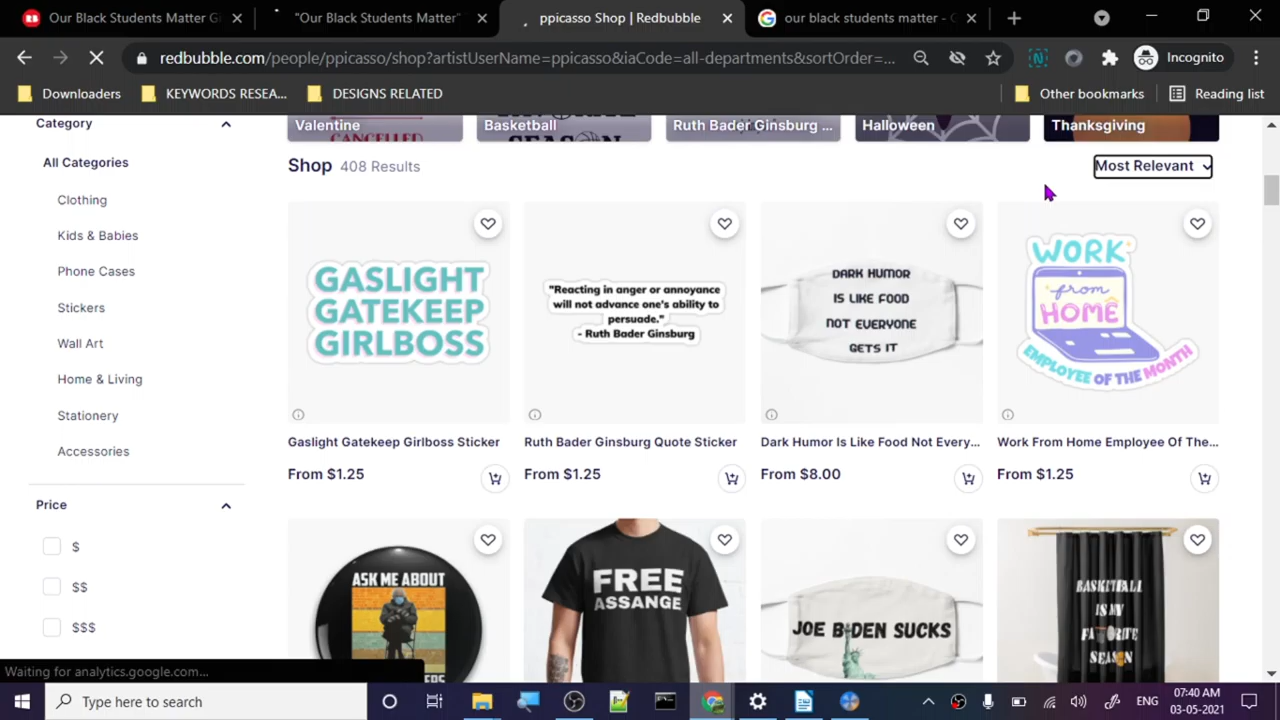 Our Black Students Matter G
"Our Black Students Matter"
ppicasso Shop | Redbubble
our black students matter -
redbubble.com/people/ppicasso/shop?artistUserName=ppicasso&iaCode=all-departments&sortOrder=...
Incognito
Downloaders
KEYWORDS RESEA...
DESIGNS RELATED
Other bookmarks
Reading list
Category
All Categories
Clothing
Kids & Babies
Phone Cases
Stickers
Wall Art
Home & Living
Stationery
Accessories
Price
$
$$
$$$
Valentine
CANCELLED
Basketball
SEASON
Ruth Bader Ginsburg ...
Halloween
Thanksgiving
Shop 408 Results
Most Relevant
GASLIGHT
GATEKEEP
GIRLBOSS
Gaslight Gatekeep Girlboss Sticker
From $1.25
"Reacting in anger or annoyance
will not advance one's ability to
persuade."
- Ruth Bader Ginsburg
Ruth Bader Ginsburg Quote Sticker
From $1.25
DARK HUMOR
IS LIKE FOOD
NOT EVERYONE
GETS IT
Dark Humor Is Like Food Not Every...
From $8.00
WORK
from
HOME
EMPLOYEE OF THE MONTH
Work From Home Employee Of The...
From $1.25
ASK ME ABOUT
FREE
ASSANGE
JOE BIDEN SUCKS
BASKETBALL
IS MY
FAVORITE
SEASON
Waiting for analytics.google.com...
Type here to search
ENG
07:40 AM
03-05-2021